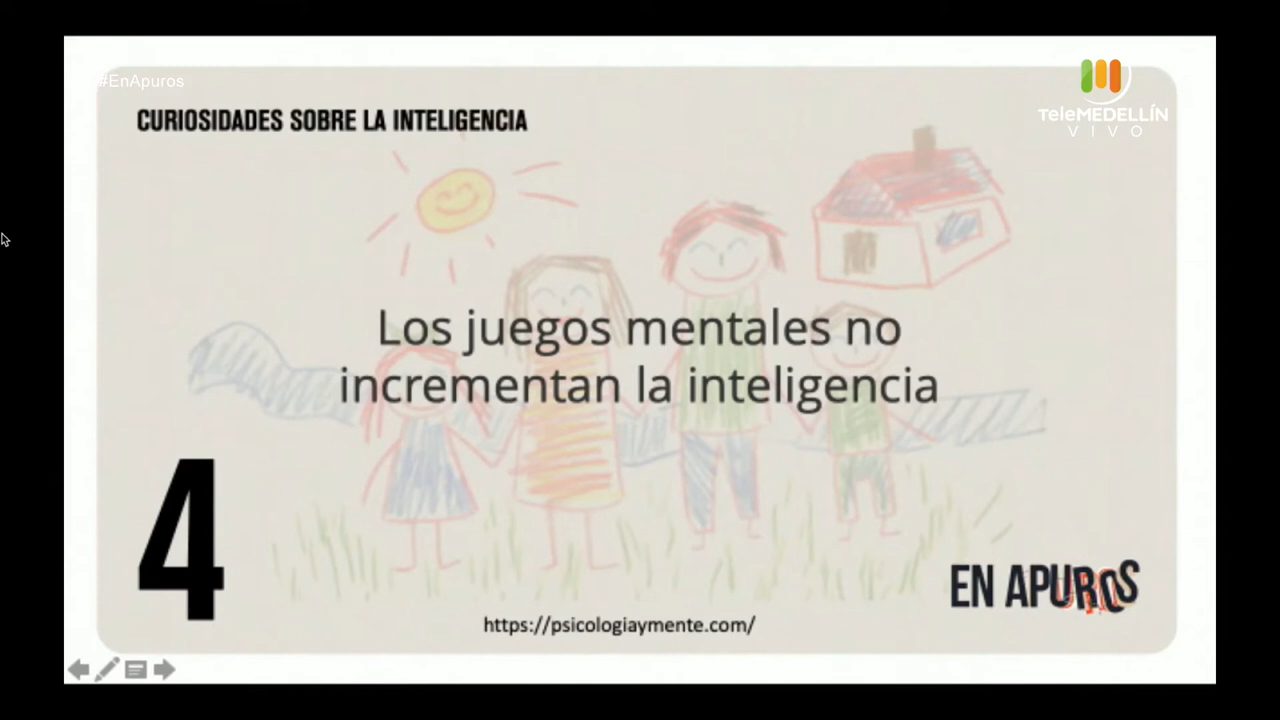 #EnApuros
TeleMEDELLÍN
VIVO
CURIOSIDADES SOBRE LA INTELIGENCIA
Los juegos mentales no
incrementan la inteligencia
4
EN APUROS
https://psicologiaymente.com/